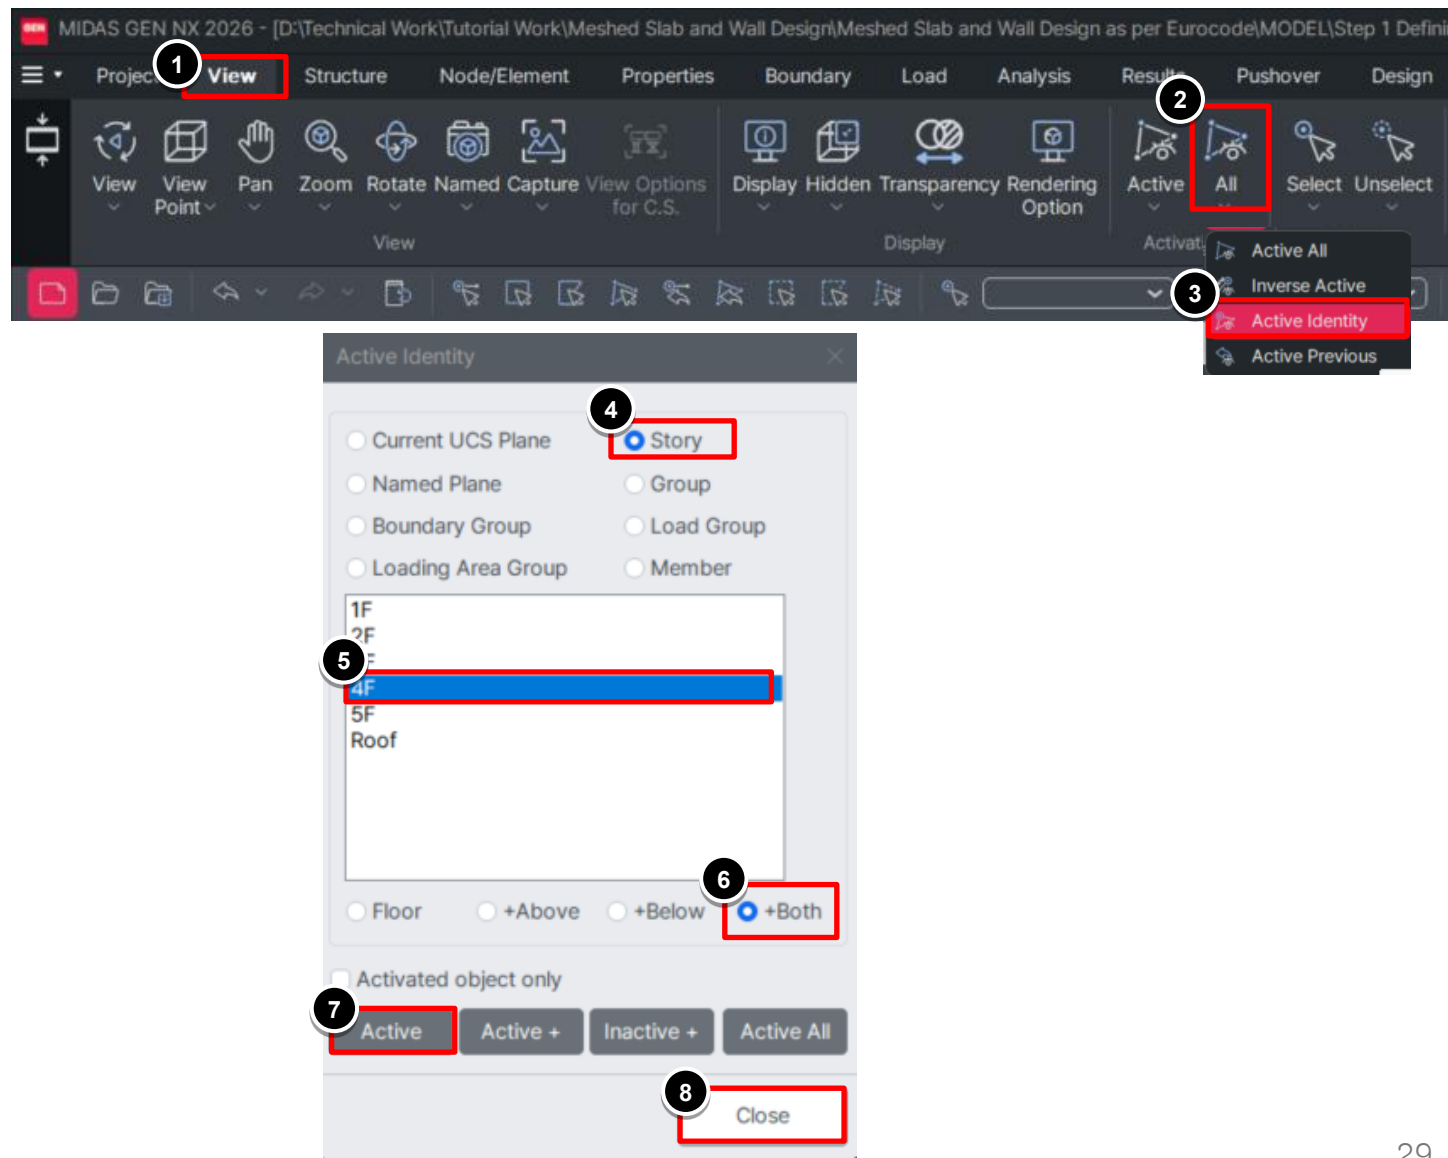 GEN MIDAS GEN NX 2026 - [D:\Technical Work\Tutorial Work\Meshed Slab and Wall Design\Meshed Slab and Wall Design as per Eurocode\MODEL\Step 1 Defini
1
Project View Structure Node/Element Properties Boundary Load Analysis Results Pushover Design
2
View View Point Pan Zoom Rotate Named Capture View Options for C.S. Display Hidden Transparency Rendering Option Active All Select Unselect
View Display Activat
Active All
3 Inverse Active
Active Identity
Active Previous
Active Identity
4
Current UCS Plane Story
Named Plane Group
Boundary Group Load Group
Loading Area Group Member
1F
2F
5
4F
5F
Roof
6
Floor +Above +Below +Both
Activated object only
7
Active Active + Inactive + Active All
8
Close
29